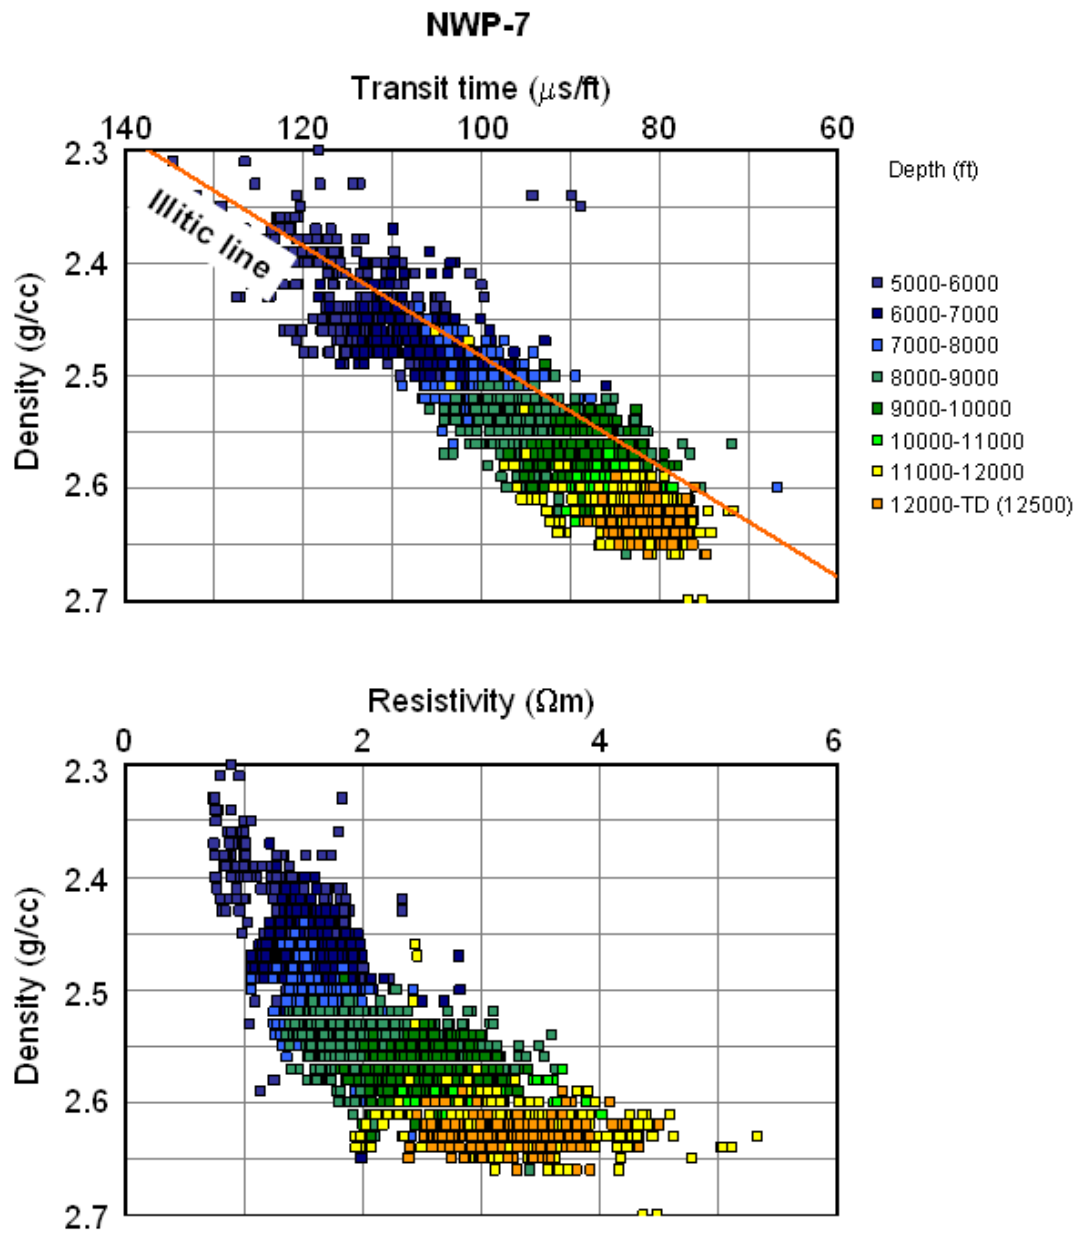 NWP-7
Transit time (μs/ft)
140 120 100 80 60
2.3
2.4
2.5
2.6
2.7
Density (g/cc)
Illitic line
Depth (ft)
5000-6000
6000-7000
7000-8000
8000-9000
9000-10000
10000-11000
11000-12000
12000-TD (12500)
Resistivity (Ωm)
0 2 4 6
2.3
2.4
2.5
2.6
2.7
Density (g/cc)